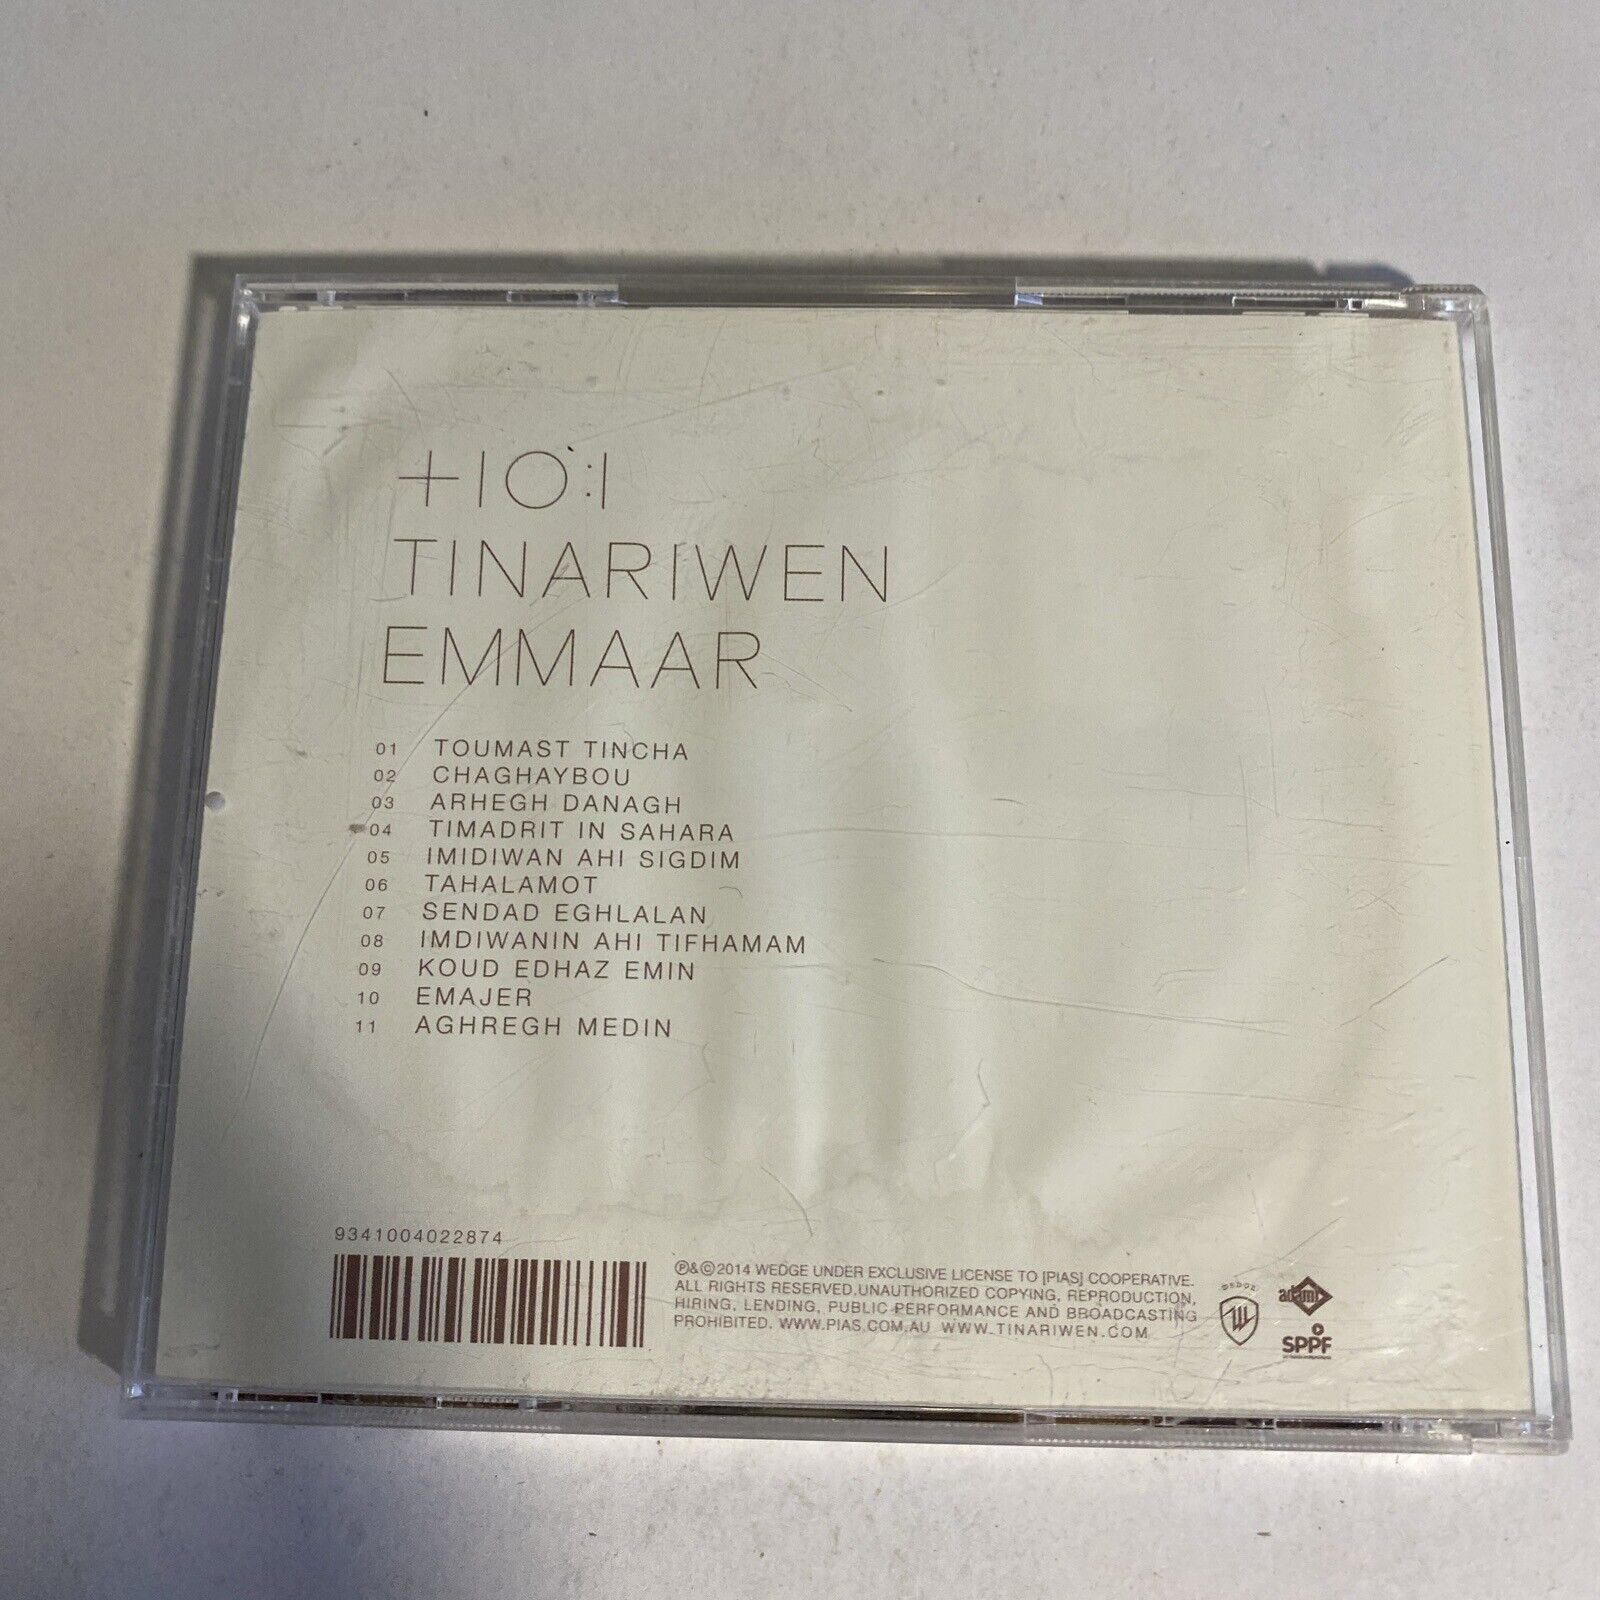 ⵜⵏⵔⵓⵏ
TINARIWEN
EMMAAR
01 TOUMAST TINCHA
02 CHAGHAYBOU
03 ARHEGH DANAGH
04 TIMADRIT IN SAHARA
05 IMIDIWAN AHI SIGDIM
06 TAHALAMOT
07 SENDAD EGHLALAN
08 IMDIWANIN AHI TIFHAMAM
09 KOUD EDHAZ EMIN
10 EMAJER
11 AGHREGH MEDIN
9341004022874
℗&©2014 WEDGE UNDER EXCLUSIVE LICENSE TO [PIAS] COOPERATIVE.
ALL RIGHTS RESERVED.UNAUTHORIZED COPYING, REPRODUCTION,
HIRING, LENDING, PUBLIC PERFORMANCE AND BROADCASTING
PROHIBITED. WWW.PIAS.COM.AU WWW.TINARIWEN.COM
WEDGE
W
adami
SPPF